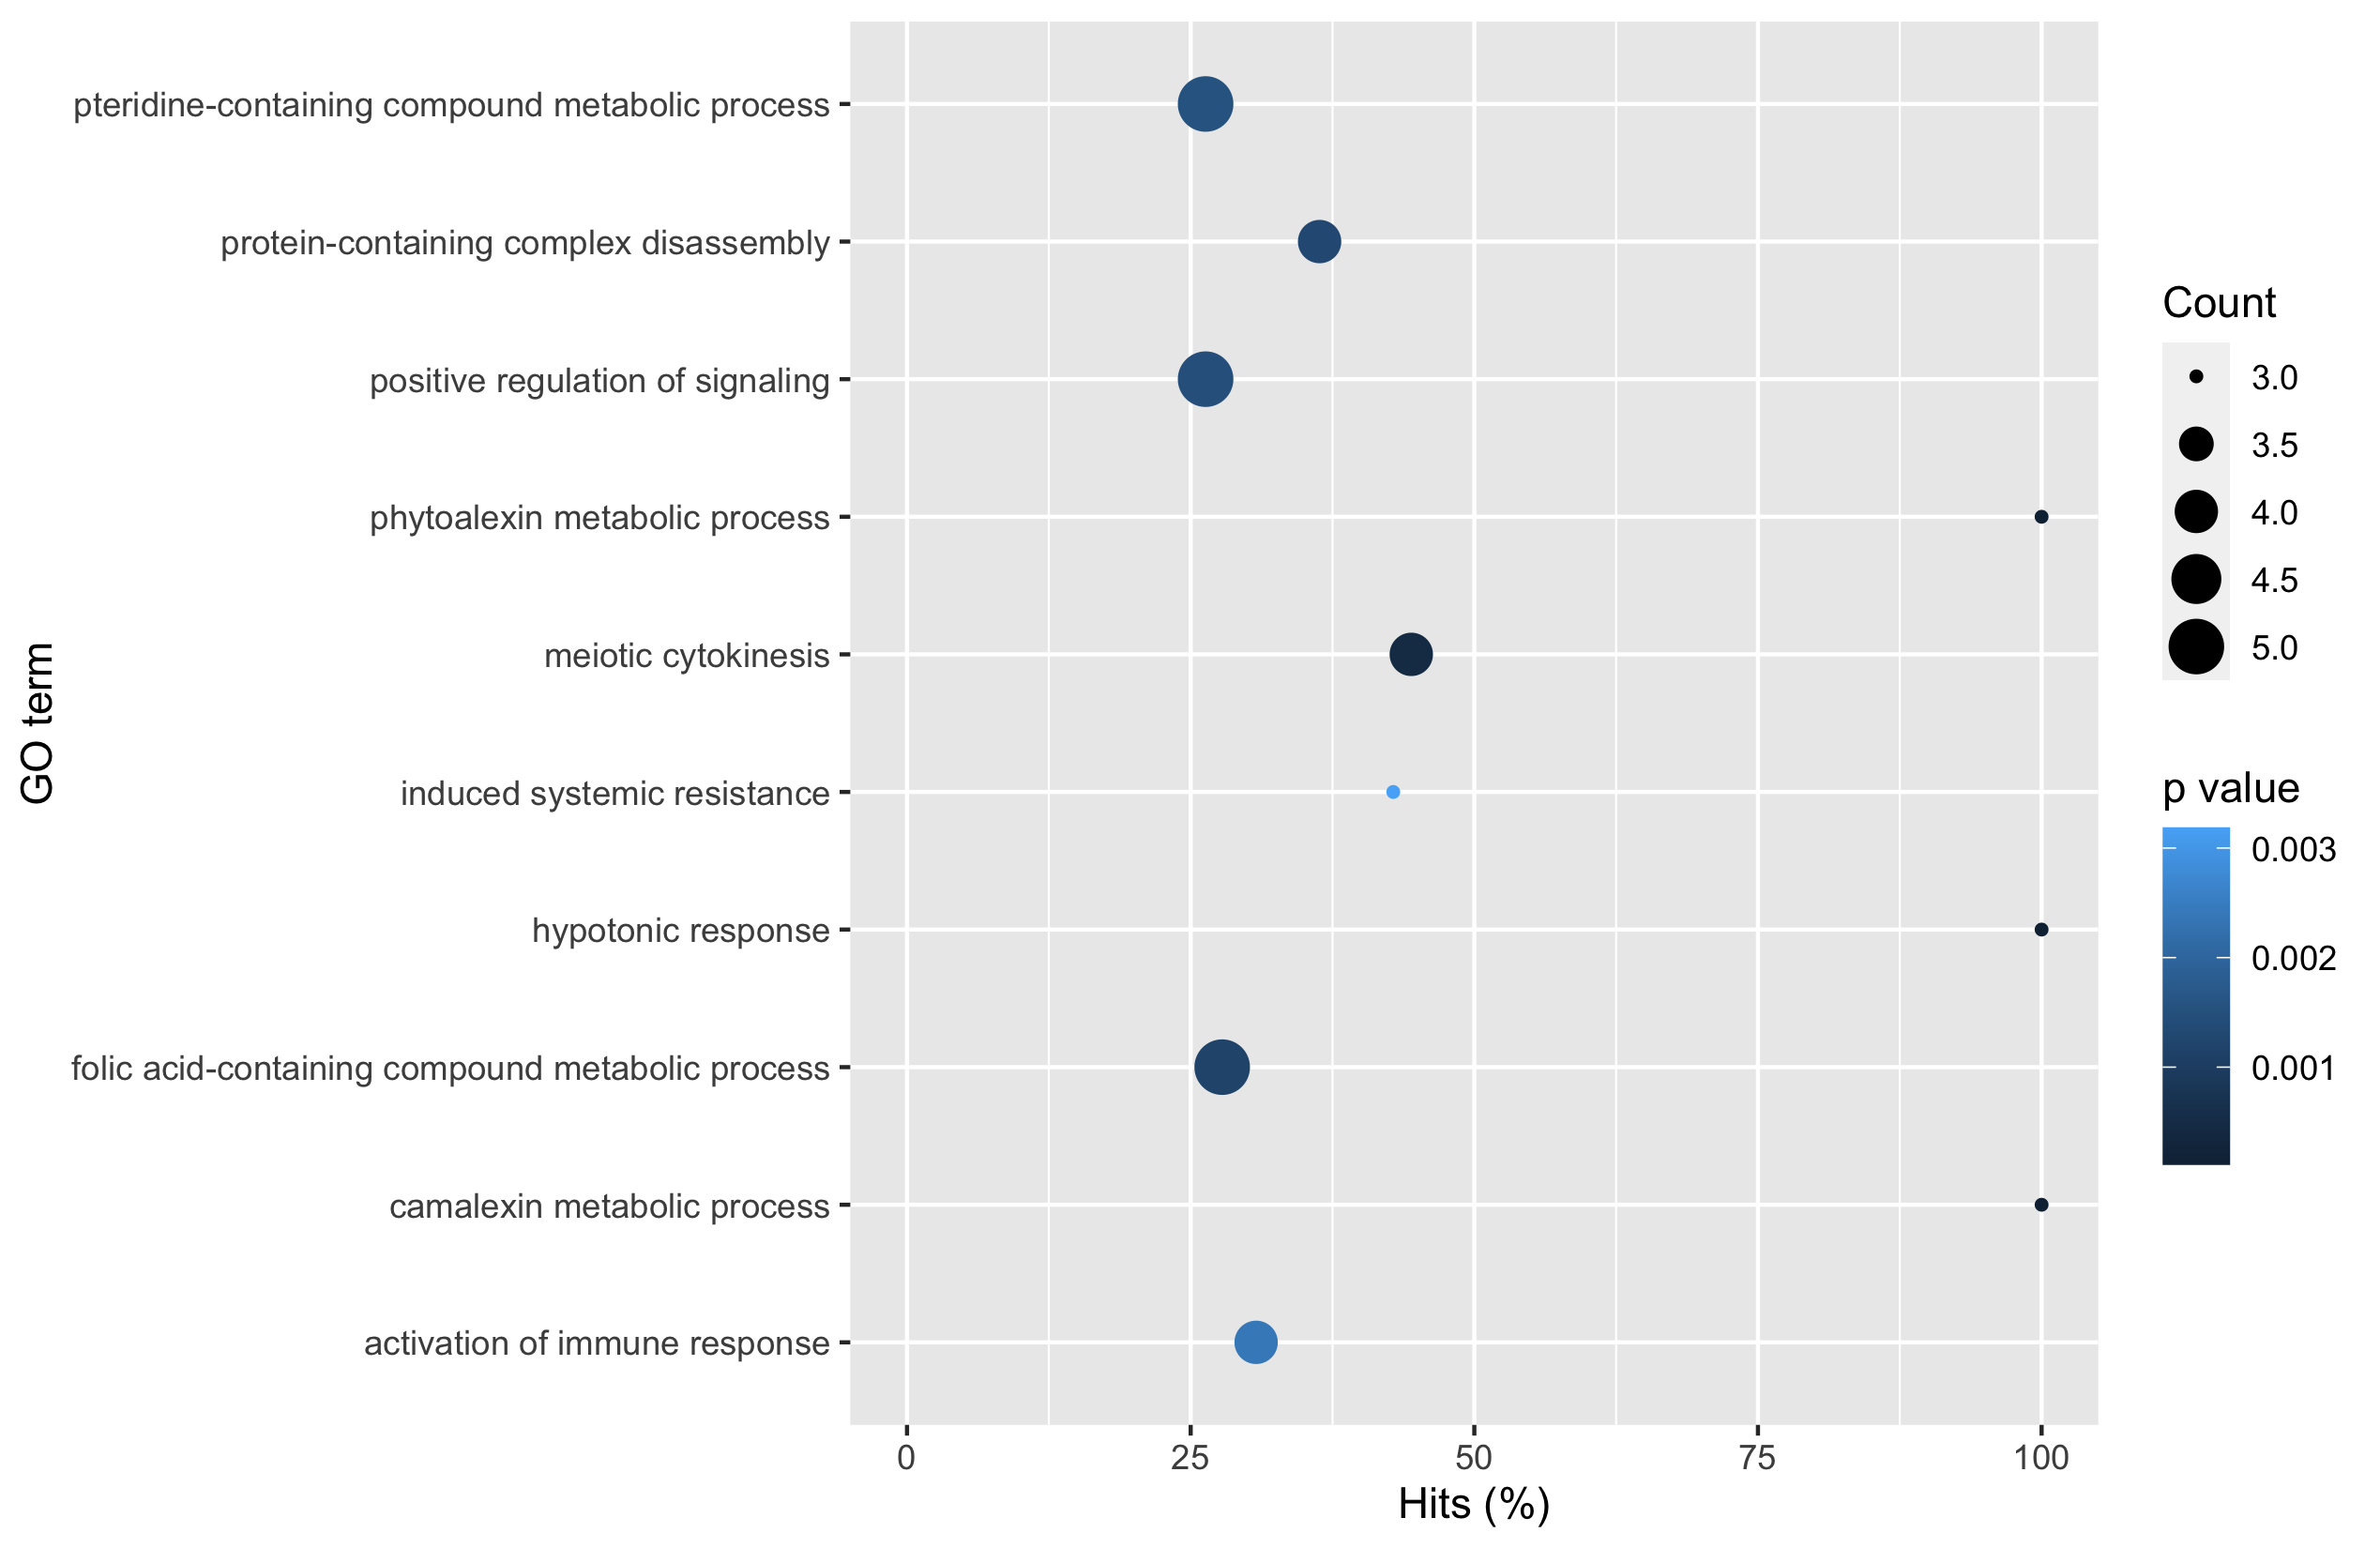 pteridine-containing compound metabolic process
protein-containing complex disassembly
positive regulation of signaling
phytoalexin metabolic process
meiotic cytokinesis
induced systemic resistance
hypotonic response
folic acid-containing compound metabolic process
camalexin metabolic process
activation of immune response
GO term
0 25 50 75 100
Hits (%)
Count
3.0
3.5
4.0
4.5
5.0
p value
0.003
0.002
0.001